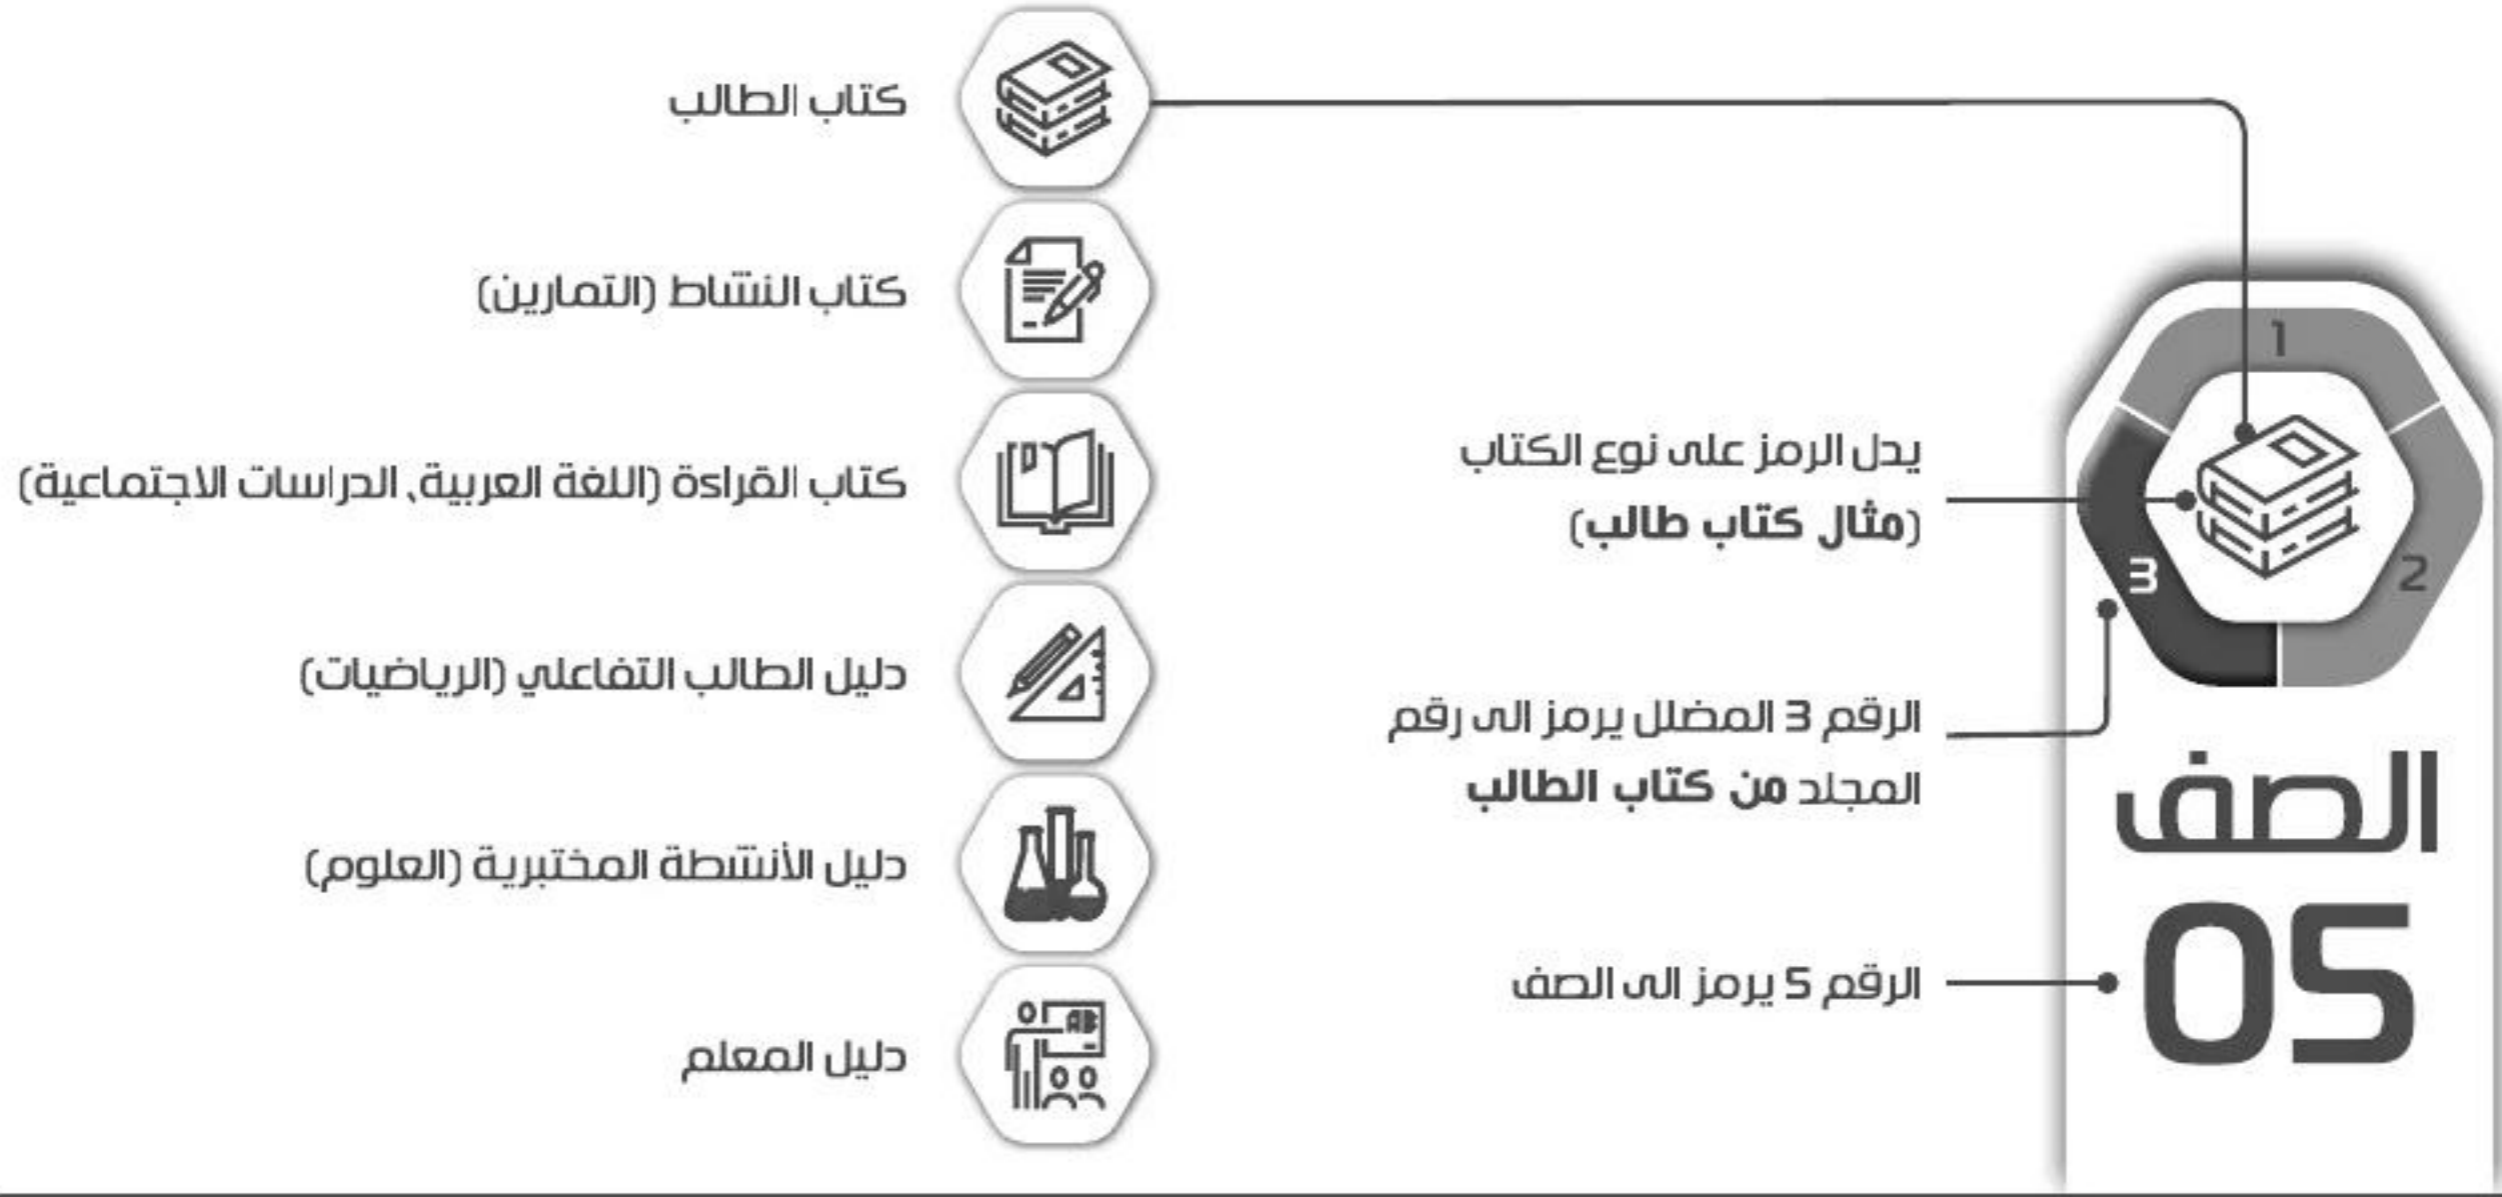 1
2
3
الصف
05
يدل الرمز على نوع الكتاب
(مثال كتاب طالب)
الرقم 3 المضلل يرمز الى رقم
المجلد من كتاب الطالب
الرقم 5 يرمز الى الصف
كتاب الطالب
كتاب النشاط (التمارين)
كتاب القراءة (اللغة العربية، الدراسات الاجتماعية)
دليل الطالب التفاعلي (الرياضيات)
دليل الأنشطة المختبرية (العلوم)
دليل المعلم
AB